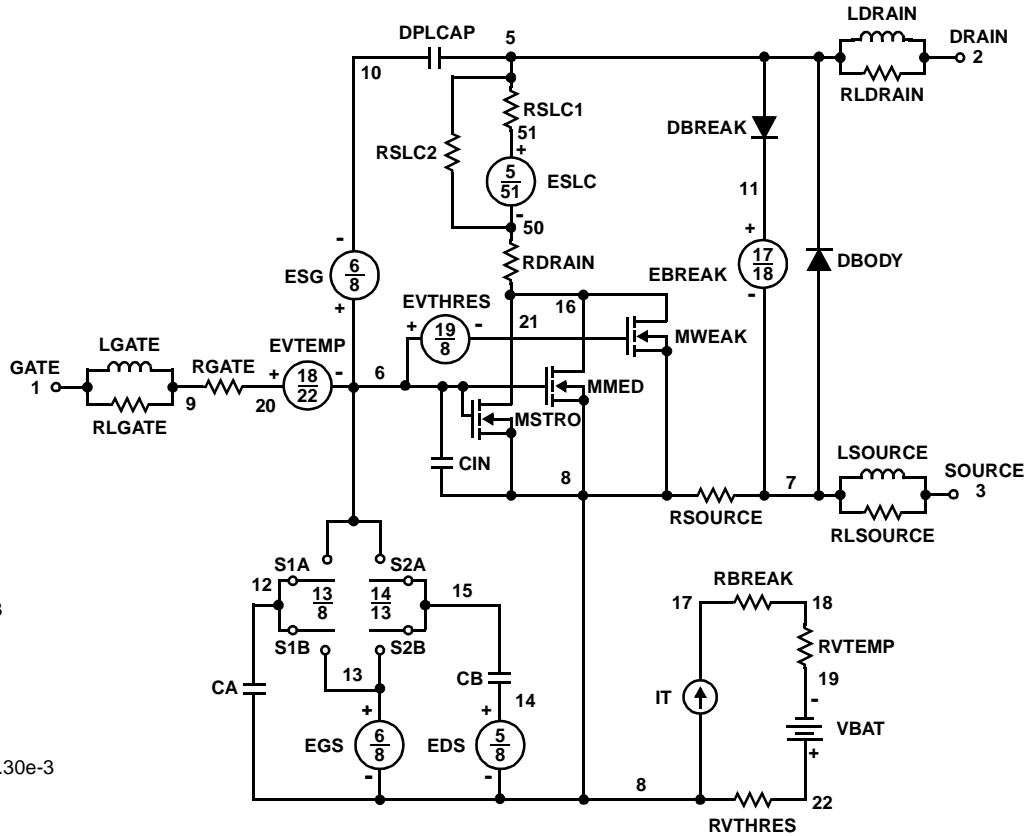 LDRAIN
DPLCAP
5
DRAIN
2
10
RLDRAIN
RSLC1
51
DBREAK
+
RSLC2
5
51
ESLC
11
-
50
-
+
RDRAIN
17
18
DBODY
ESG
6
8
EBREAK
+
-
EVTHRES
16
+
19
8
-
21
MWEAK
LGATE
EVTEMP
GATE
1
RGATE
+
18
22
-
6
MMED
9
20
RLGATE
MSTRO
LSOURCE
CIN
8
7
SOURCE
3
RSOURCE
RLSOURCE
S1A
S2A
12
13
8
14
13
15
RBREAK
17
18
S1B
S2B
RVTEMP
13
CB
19
CA
14
IT
-
+
+
VBAT
EGS
6
8
EDS
5
8
+
-
-
8
22
.30e-3
RVTHRES